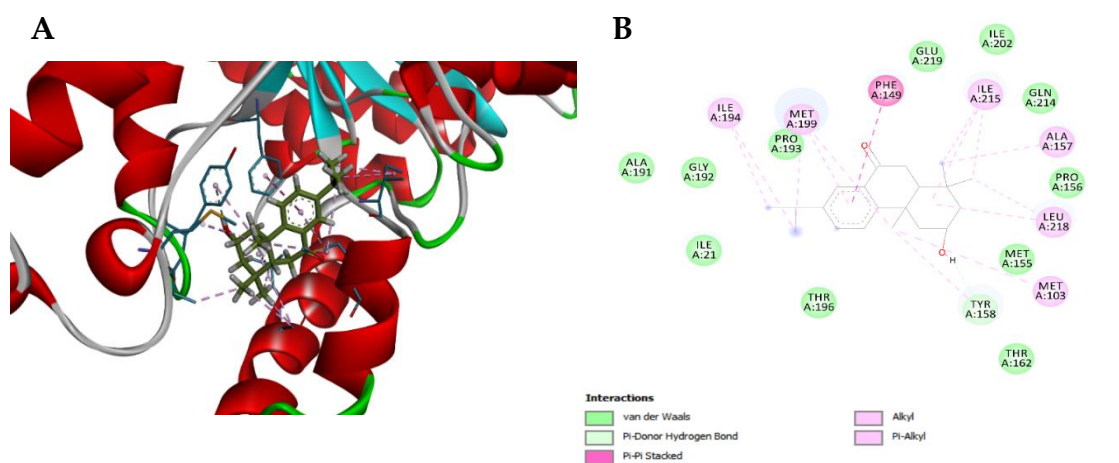 A
B
ILE
A:202
GLU
A:219
PHE
A:149
ILE
A:215
GLN
A:214
ILE
A:194
MET
A:199
PRO
A:193
ALA
A:157
ALA
A:191
GLY
A:192
PRO
A:156
LEU
A:218
ILE
A:21
MET
A:155
MET
A:103
THR
A:196
TYR
A:158
THR
A:162
O
O
H
Interactions
van der Waals
Pi-Donor Hydrogen Bond
Pi-Pi Stacked
Alkyl
Pi-Alkyl